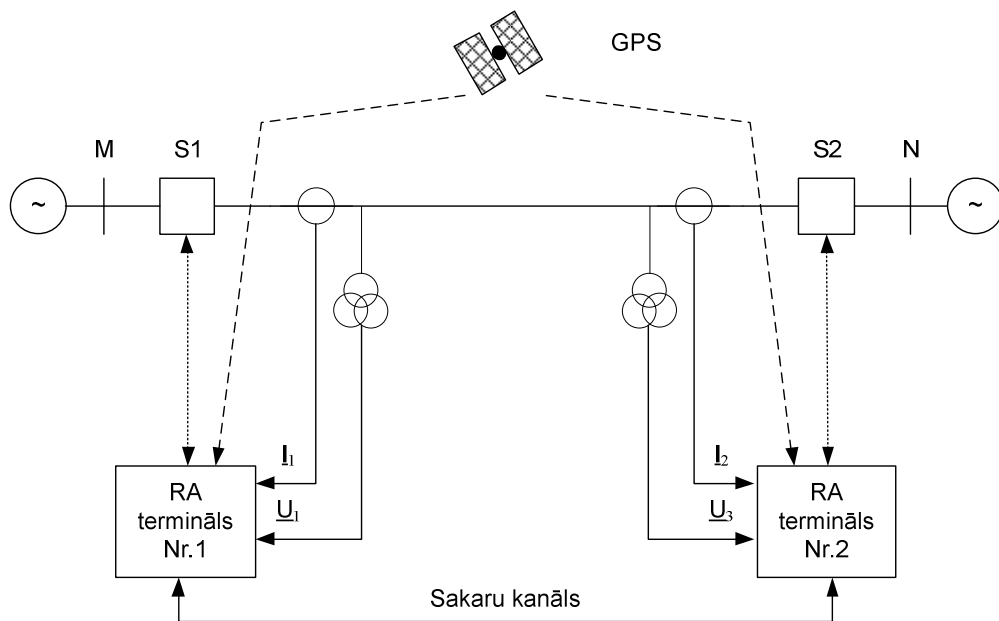 GPS
M
S1
S2
N
~
~
I1
U1
I2
U3
RA
termināls
Nr.1
RA
termināls
Nr.2
Sakaru kanāls